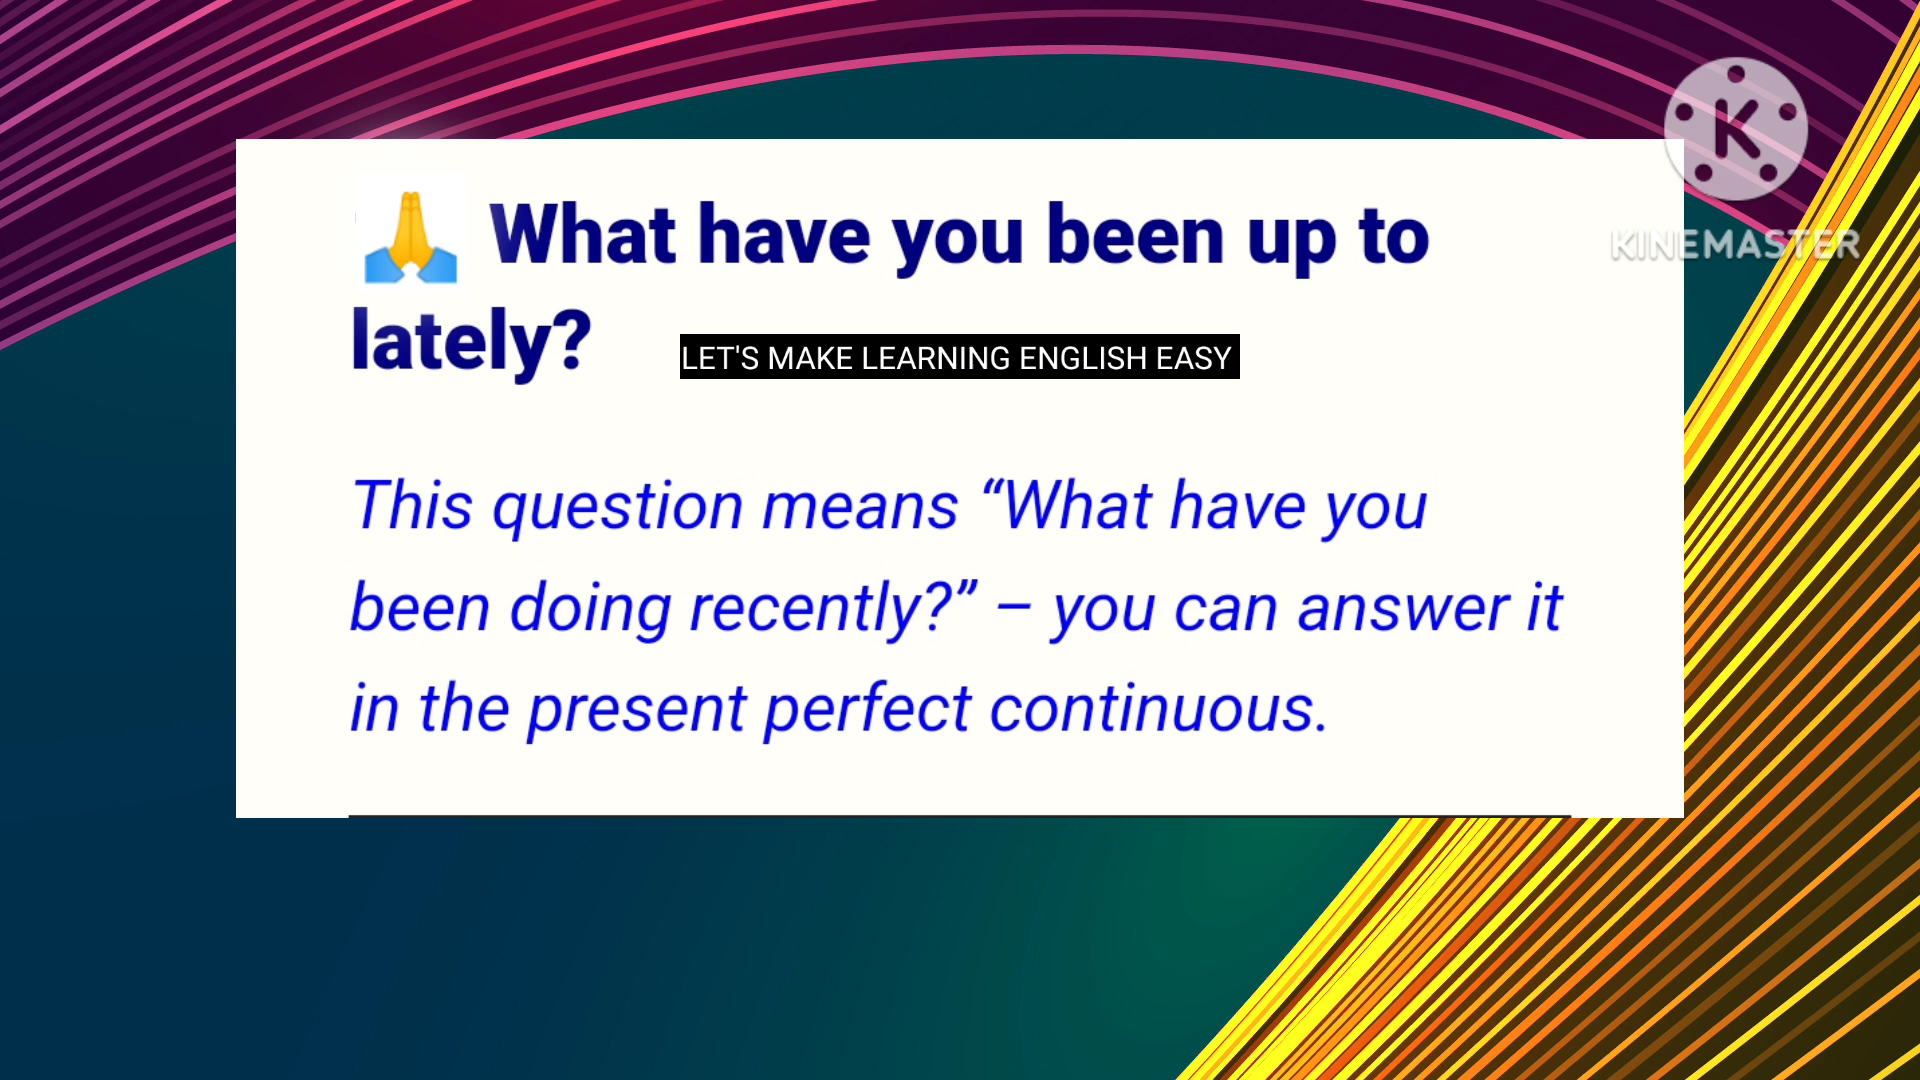 🙏 What have you been up to
lately?
LET'S MAKE LEARNING ENGLISH EASY
This question means “What have you
been doing recently?” – you can answer it
in the present perfect continuous.
K
KINEMASTER